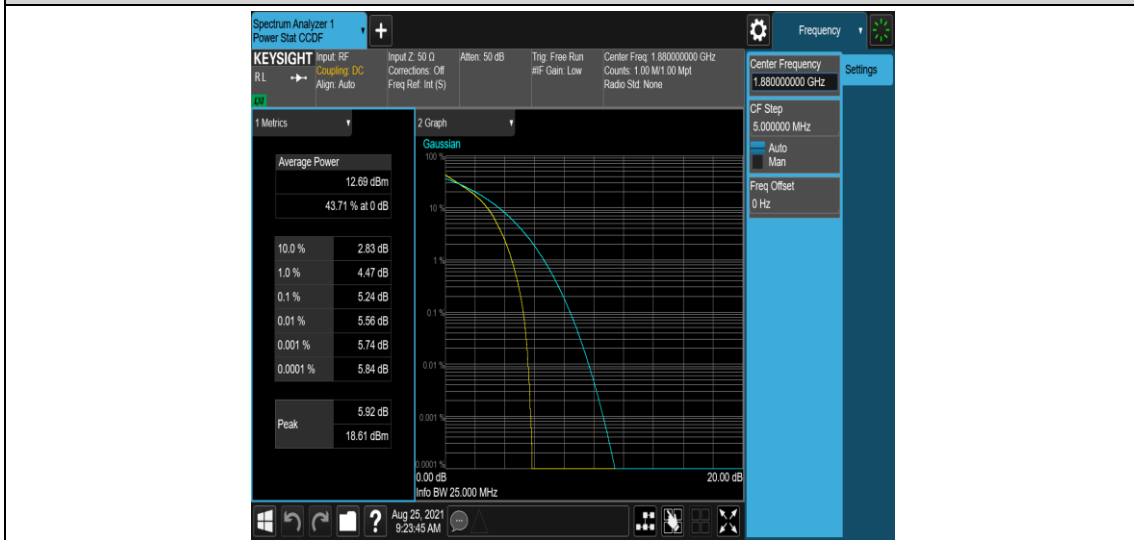 Spectrum Analyzer 1
Power Stat CCDF
+
Frequency
KEYSIGHT
RL
LXI
Input: RF
Coupling: DC
Align: Auto
Input Z: 50 Ω
Corrections: Off
Freq Ref: Int (S)
Atten: 50 dB
Trig: Free Run
#IF Gain: Low
Center Freq: 1.880000000 GHz
Counts: 1.00 M/1.00 Mpt
Radio Std: None
Center Frequency
1.880000000 GHz
Settings
CF Step
5.000000 MHz
Auto
Man
Freq Offset
0 Hz
1 Metrics
Average Power
12.69 dBm
43.71 % at 0 dB
10.0 % 2.83 dB
1.0 % 4.47 dB
0.1 % 5.24 dB
0.01 % 5.56 dB
0.001 % 5.74 dB
0.0001 % 5.84 dB
Peak
5.92 dB
18.61 dBm
2 Graph
Gaussian
100 %
10 %
1 %
0.1 %
0.01 %
0.001 %
0.0001 %
0.00 dB 20.00 dB
Info BW 25.000 MHz
?
Aug 25, 2021
9:23:45 AM